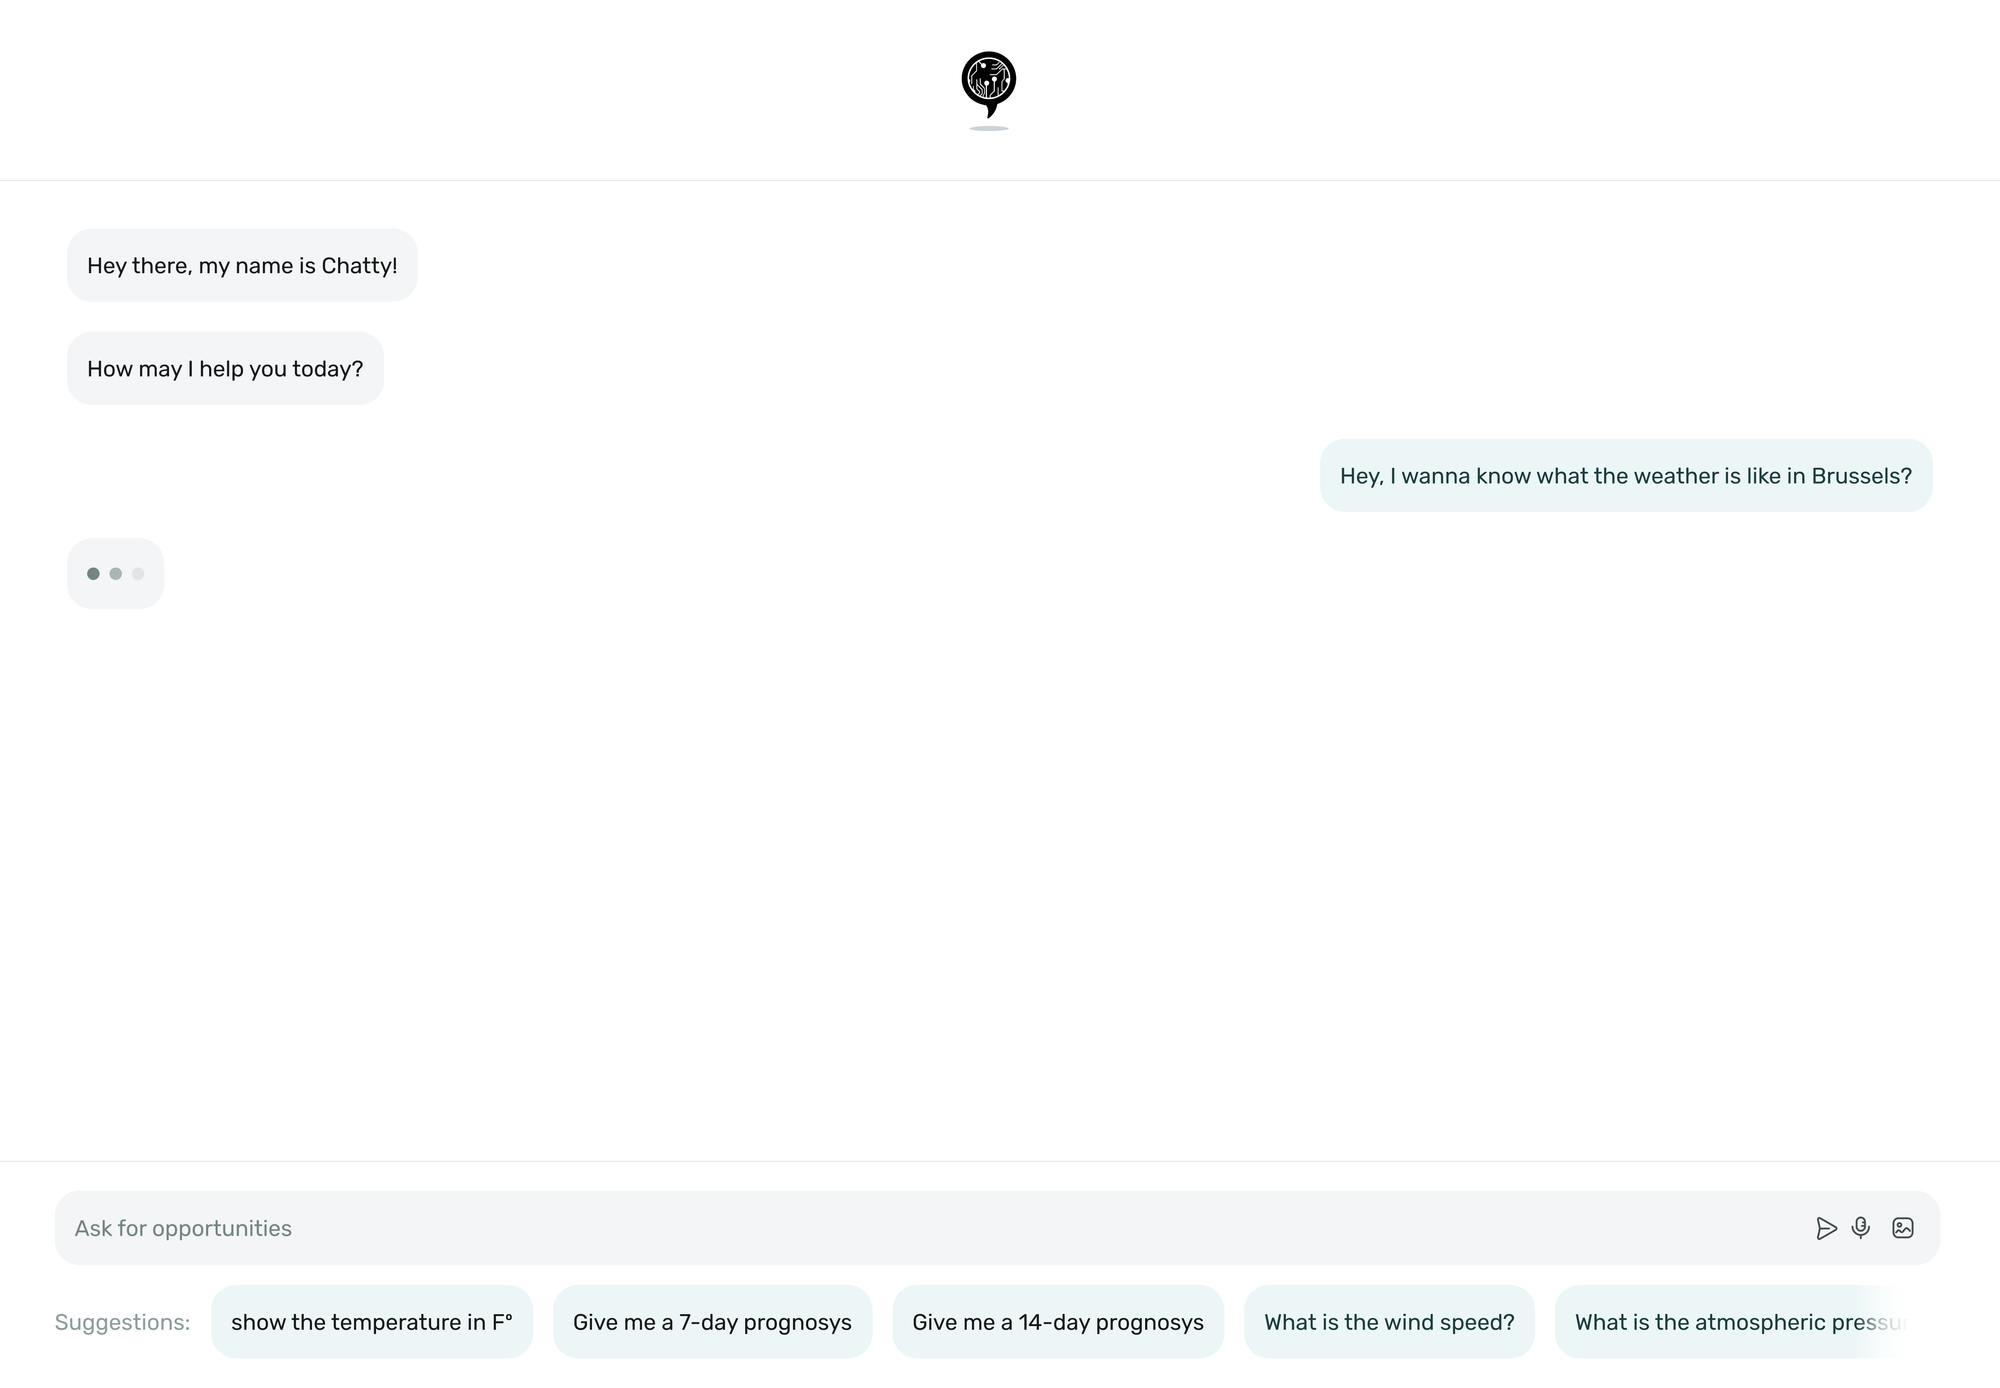 Hey there, my name is Chatty!
How may I help you today?
Hey, I wanna know what the weather is like in Brussels?
Ask for opportunities
Suggestions:
show the temperature in Fº
Give me a 7-day prognosys
Give me a 14-day prognosys
What is the wind speed?
What is the atmospheric